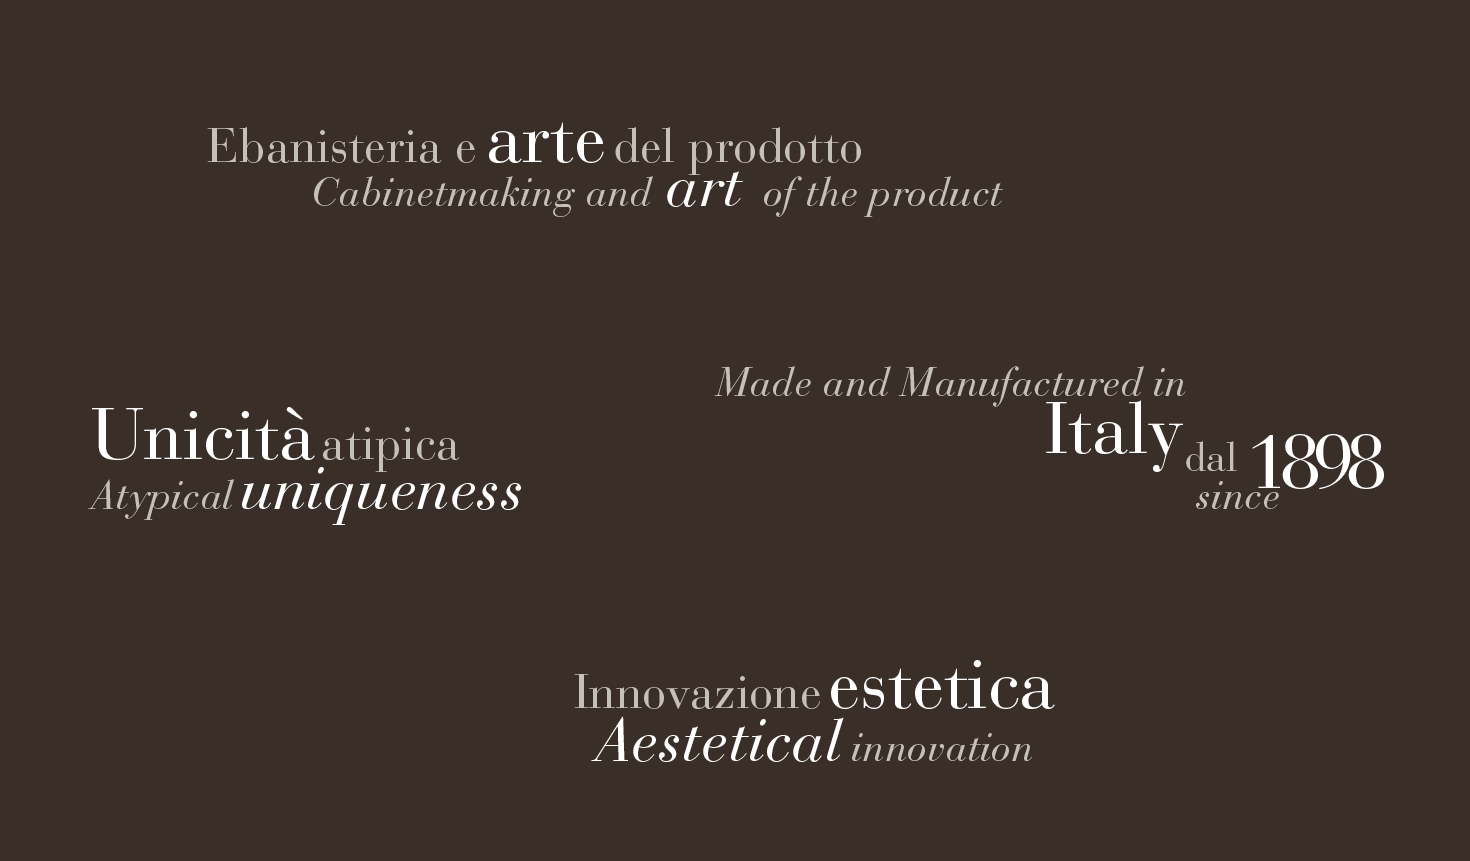 Ebanisteria e arte del prodotto
Cabinetmaking and art of the product
Unicità atipica
Atypical uniqueness
Made and Manufactured in
Italy dal 1898
since
Innovazione estetica
Aestetical innovation